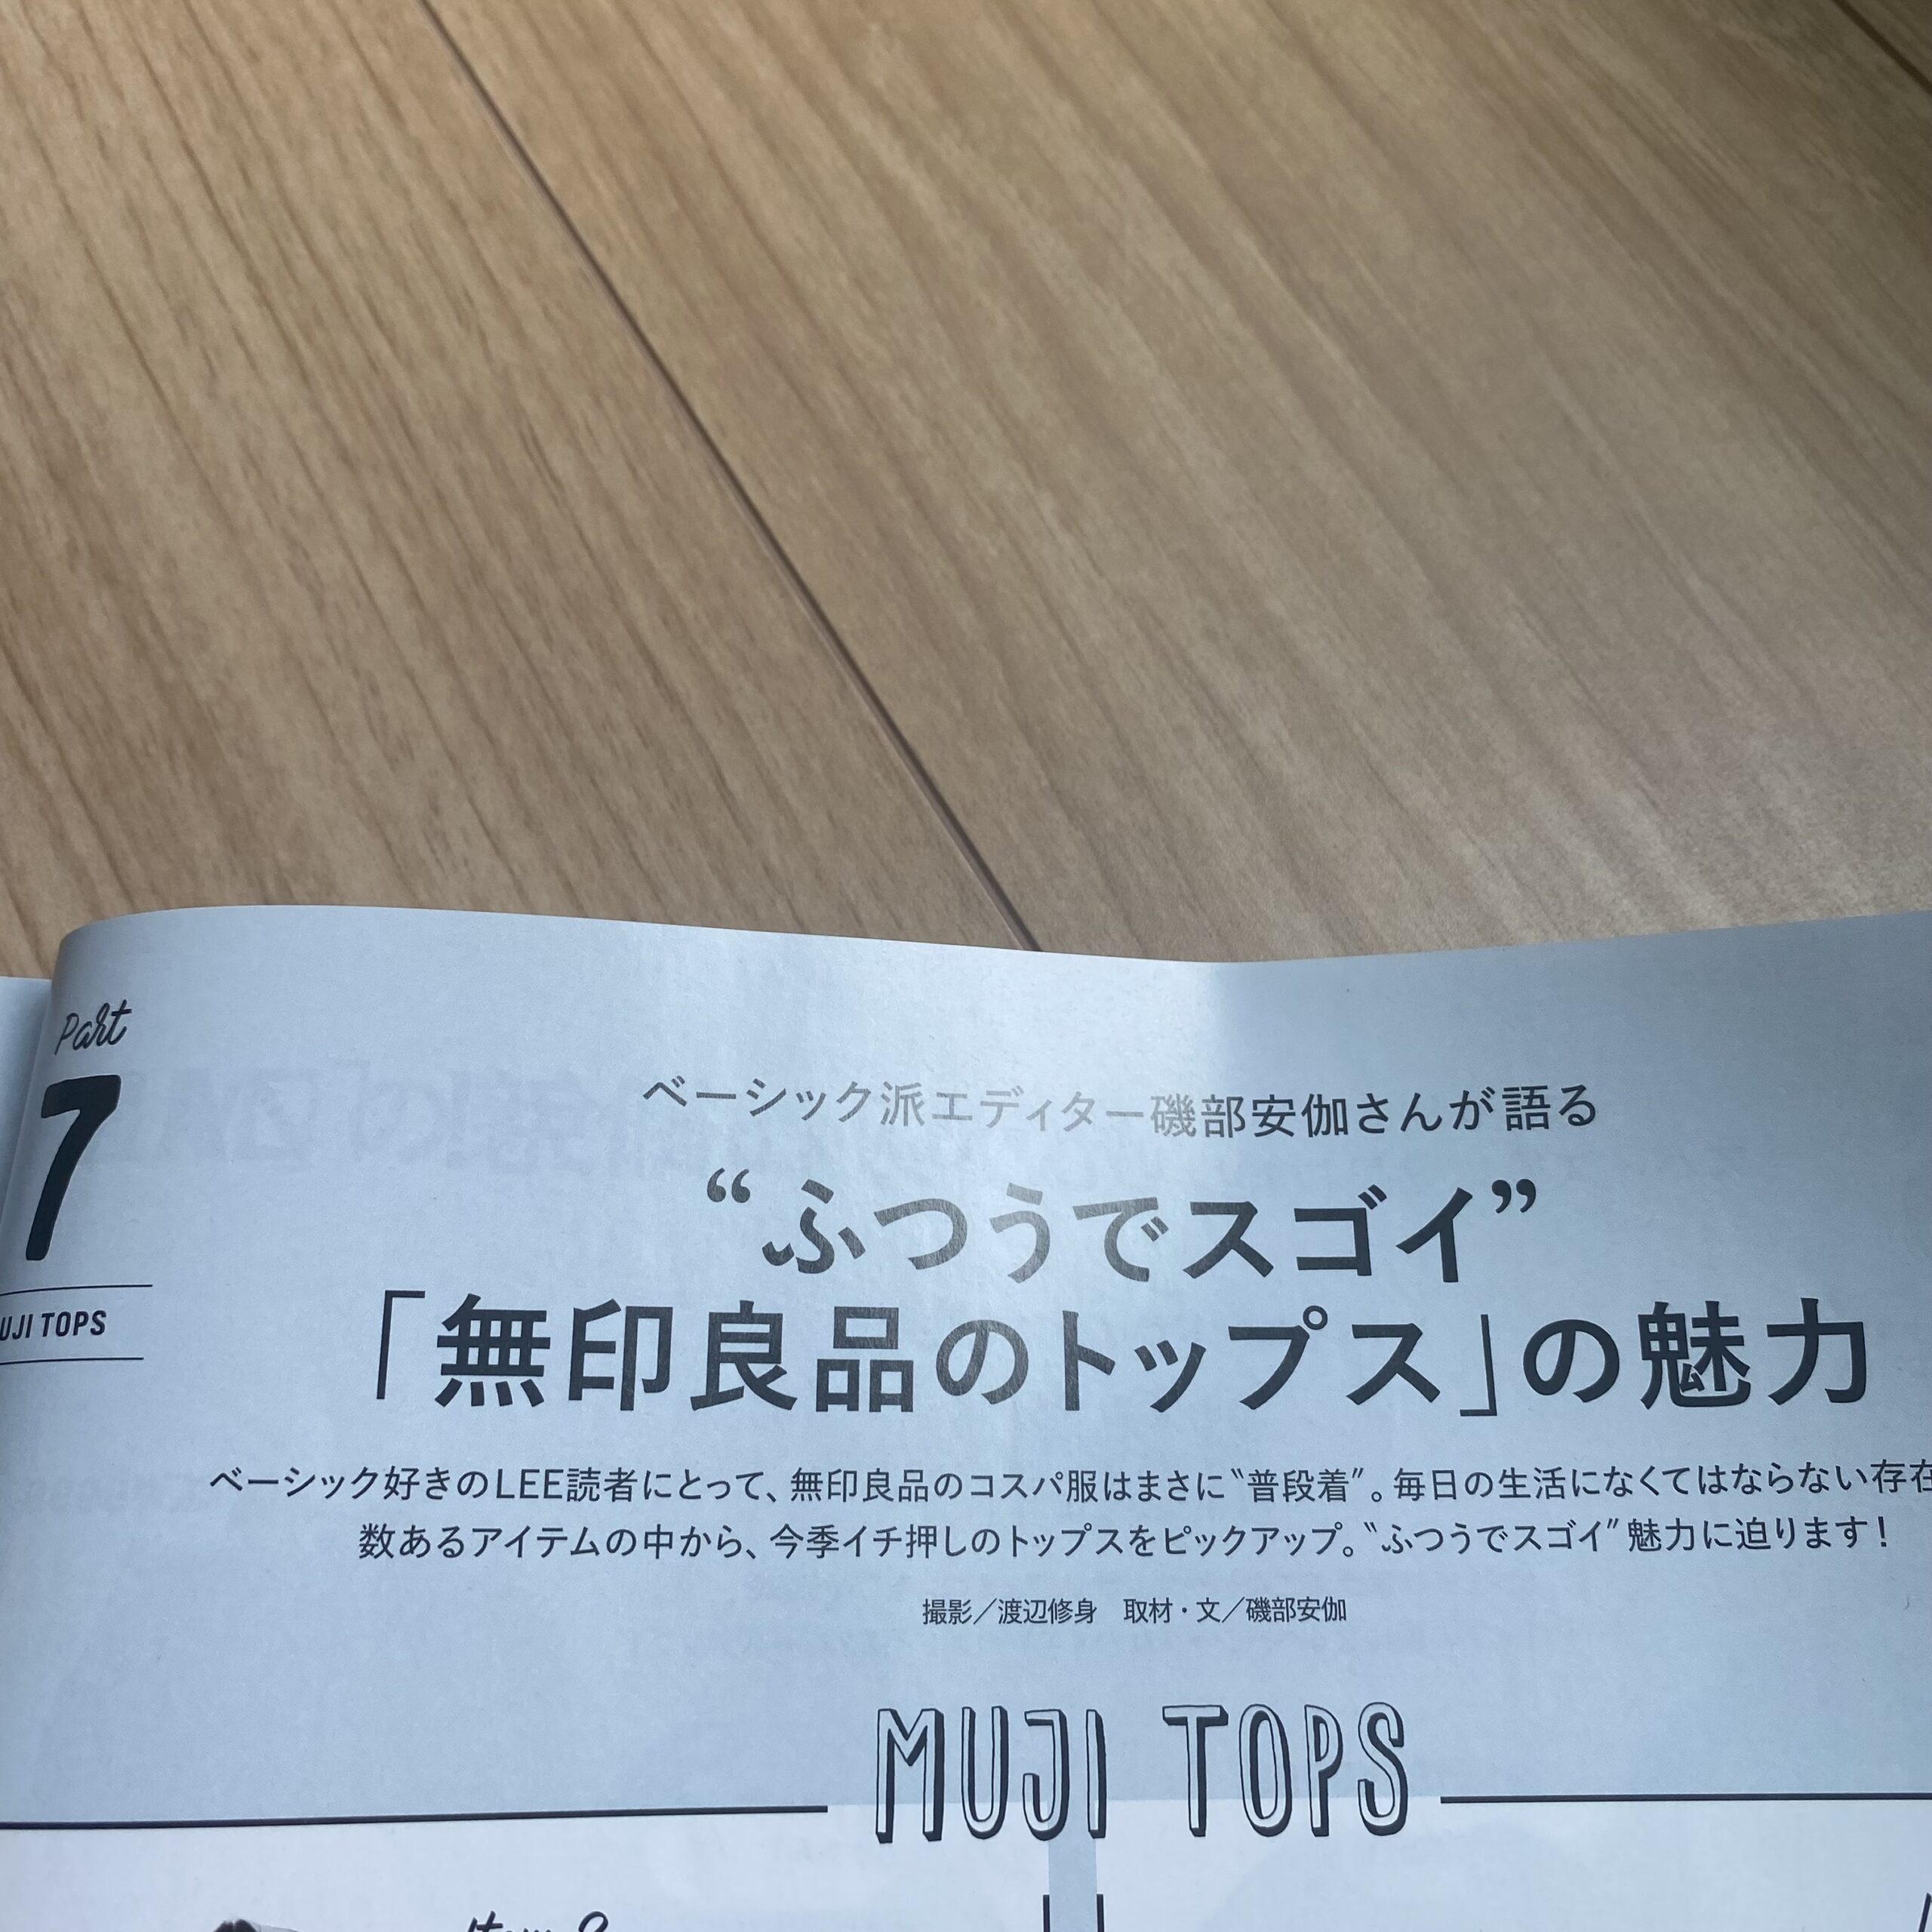 Part
7
UJI TOPS
ベーシック派エディター磯部安伽さんが語る
“ふつうでスゴイ”
「無印良品のトップス」の魅力
ベーシック好きのLEE読者にとって、無印良品のコスパ服はまさに〝普段着〟。毎日の生活になくてはならない存在
数あるアイテムの中から、今季イチ押しのトップスをピックアップ。〝ふつうでスゴイ〟魅力に迫ります！
撮影／渡辺修身　取材・文／磯部安伽
MUJI TOPS